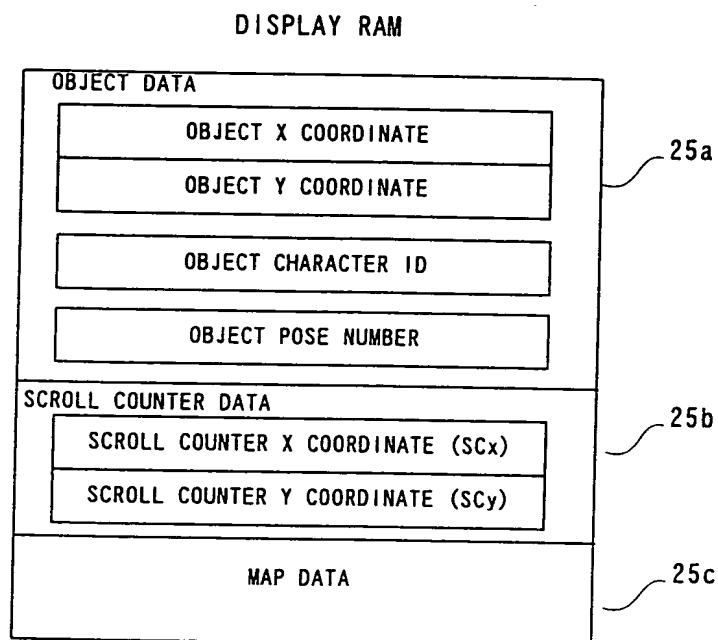 DISPLAY RAM
OBJECT DATA
OBJECT X COORDINATE
OBJECT Y COORDINATE
25a
OBJECT CHARACTER ID
OBJECT POSE NUMBER
SCROLL COUNTER DATA
SCROLL COUNTER X COORDINATE (SCx)
25b
SCROLL COUNTER Y COORDINATE (SCy)
MAP DATA
25c